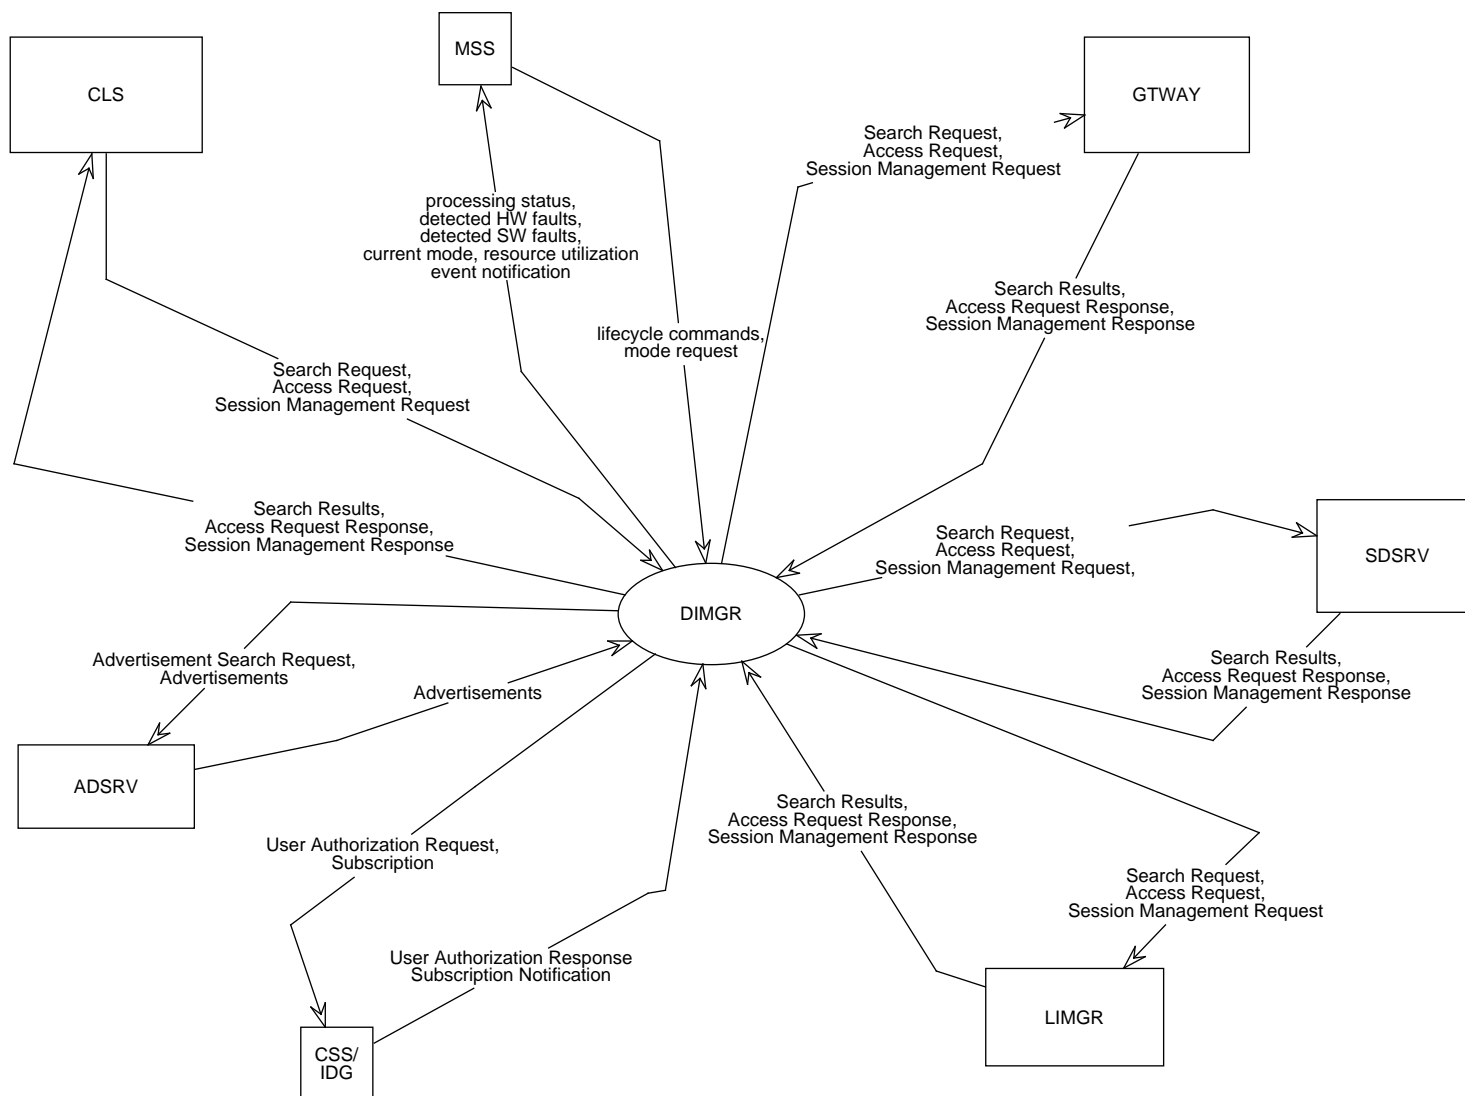 MSS
CLS
GTWAY
Search Request,
Access Request,
Session Management Request
processing status,
detected HW faults,
detected SW faults,
current mode, resource utilization
event notification
Search Results,
Access Request Response,
Session Management Response
lifecycle commands,
mode request
Search Request,
Access Request,
Session Management Request
Search Results,
Access Request Response,
Session Management Response
Search Request,
Access Request,
Session Management Request,
SDSRV
DIMGR
Advertisement Search Request,
Advertisements
Search Results,
Access Request Response,
Session Management Response
Advertisements
ADSRV
Search Results,
Access Request Response,
Session Management Response
User Authorization Request,
Subscription
Search Request,
Access Request,
Session Management Request
User Authorization Response
Subscription Notification
LIMGR
CSS/
IDG